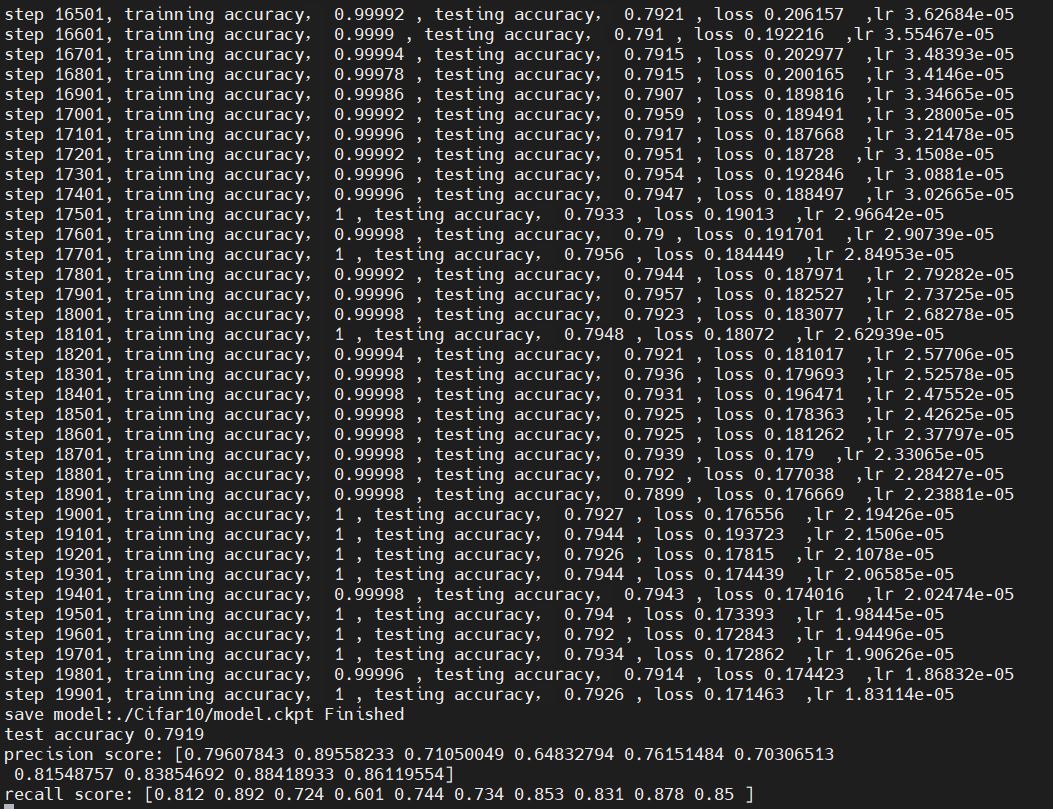 step 16501, trainning accuracy， 0.99992 , testing accuracy， 0.7921 , loss 0.206157 ,lr 3.62684e-05
step 16601, trainning accuracy， 0.9999 , testing accuracy， 0.791 , loss 0.192216 ,lr 3.55467e-05
step 16701, trainning accuracy， 0.99994 , testing accuracy， 0.7915 , loss 0.202977 ,lr 3.48393e-05
step 16801, trainning accuracy， 0.99978 , testing accuracy， 0.7915 , loss 0.200165 ,lr 3.4146e-05
step 16901, trainning accuracy， 0.99986 , testing accuracy， 0.7907 , loss 0.189816 ,lr 3.34665e-05
step 17001, trainning accuracy， 0.99992 , testing accuracy， 0.7959 , loss 0.189491 ,lr 3.28005e-05
step 17101, trainning accuracy， 0.99996 , testing accuracy， 0.7917 , loss 0.187668 ,lr 3.21478e-05
step 17201, trainning accuracy， 0.99992 , testing accuracy， 0.7951 , loss 0.18728 ,lr 3.1508e-05
step 17301, trainning accuracy， 0.99996 , testing accuracy， 0.7954 , loss 0.192846 ,lr 3.0881e-05
step 17401, trainning accuracy， 0.99996 , testing accuracy， 0.7947 , loss 0.188497 ,lr 3.02665e-05
step 17501, trainning accuracy， 1 , testing accuracy， 0.7933 , loss 0.19013 ,lr 2.96642e-05
step 17601, trainning accuracy， 0.99998 , testing accuracy， 0.79 , loss 0.191701 ,lr 2.90739e-05
step 17701, trainning accuracy， 1 , testing accuracy， 0.7956 , loss 0.184449 ,lr 2.84953e-05
step 17801, trainning accuracy， 0.99992 , testing accuracy， 0.7944 , loss 0.187971 ,lr 2.79282e-05
step 17901, trainning accuracy， 0.99996 , testing accuracy， 0.7957 , loss 0.182527 ,lr 2.73725e-05
step 18001, trainning accuracy， 0.99998 , testing accuracy， 0.7923 , loss 0.183077 ,lr 2.68278e-05
step 18101, trainning accuracy， 1 , testing accuracy， 0.7948 , loss 0.18072 ,lr 2.62939e-05
step 18201, trainning accuracy， 0.99994 , testing accuracy， 0.7921 , loss 0.181017 ,lr 2.57706e-05
step 18301, trainning accuracy， 0.99998 , testing accuracy， 0.7936 , loss 0.179693 ,lr 2.52578e-05
step 18401, trainning accuracy， 0.99998 , testing accuracy， 0.7931 , loss 0.196471 ,lr 2.47552e-05
step 18501, trainning accuracy， 0.99998 , testing accuracy， 0.7925 , loss 0.178363 ,lr 2.42625e-05
step 18601, trainning accuracy， 0.99998 , testing accuracy， 0.7925 , loss 0.181262 ,lr 2.37797e-05
step 18701, trainning accuracy， 0.99998 , testing accuracy， 0.7939 , loss 0.179 ,lr 2.33065e-05
step 18801, trainning accuracy， 0.99998 , testing accuracy， 0.792 , loss 0.177038 ,lr 2.28427e-05
step 18901, trainning accuracy， 0.99998 , testing accuracy， 0.7899 , loss 0.176669 ,lr 2.23881e-05
step 19001, trainning accuracy， 1 , testing accuracy， 0.7927 , loss 0.176556 ,lr 2.19426e-05
step 19101, trainning accuracy， 1 , testing accuracy， 0.7944 , loss 0.193723 ,lr 2.1506e-05
step 19201, trainning accuracy， 1 , testing accuracy， 0.7926 , loss 0.17815 ,lr 2.1078e-05
step 19301, trainning accuracy， 1 , testing accuracy， 0.7944 , loss 0.174439 ,lr 2.06585e-05
step 19401, trainning accuracy， 0.99998 , testing accuracy， 0.7943 , loss 0.174016 ,lr 2.02474e-05
step 19501, trainning accuracy， 1 , testing accuracy， 0.794 , loss 0.173393 ,lr 1.98445e-05
step 19601, trainning accuracy， 1 , testing accuracy， 0.792 , loss 0.172843 ,lr 1.94496e-05
step 19701, trainning accuracy， 1 , testing accuracy， 0.7934 , loss 0.172862 ,lr 1.90626e-05
step 19801, trainning accuracy， 0.99996 , testing accuracy， 0.7914 , loss 0.174423 ,lr 1.86832e-05
step 19901, trainning accuracy， 1 , testing accuracy， 0.7926 , loss 0.171463 ,lr 1.83114e-05
save model:./Cifar10/model.ckpt Finished
test accuracy 0.7919
precision score: [0.79607843 0.89558233 0.71050049 0.64832794 0.76151484 0.70306513
 0.81548757 0.83854692 0.88418933 0.86119554]
recall score: [0.812 0.892 0.724 0.601 0.744 0.734 0.853 0.831 0.878 0.85 ]